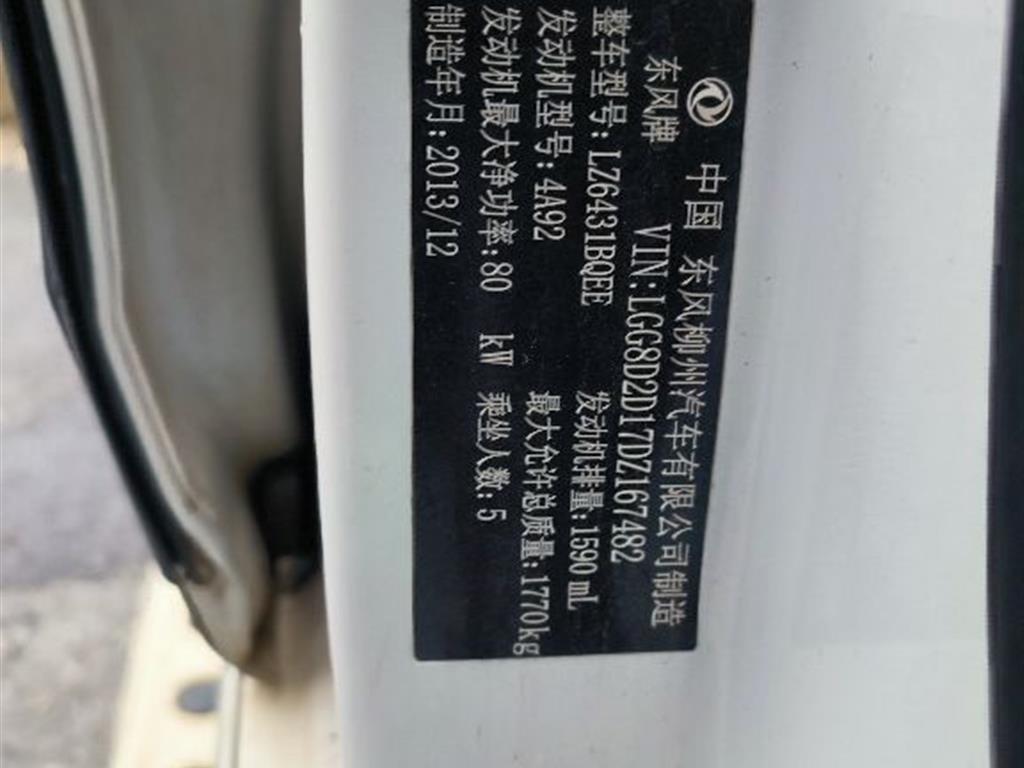 中国 东风柳州汽车有限公司制造
东风牌 VIN:LGG8D2D17DZ167482
整车型号:LZ6431BQEE 发动机排量:1590 mL
发动机型号:4A92 最大允许总质量:1770kg
发动机最大净功率:80 kW 乘坐人数:5
制造年月:2013/12